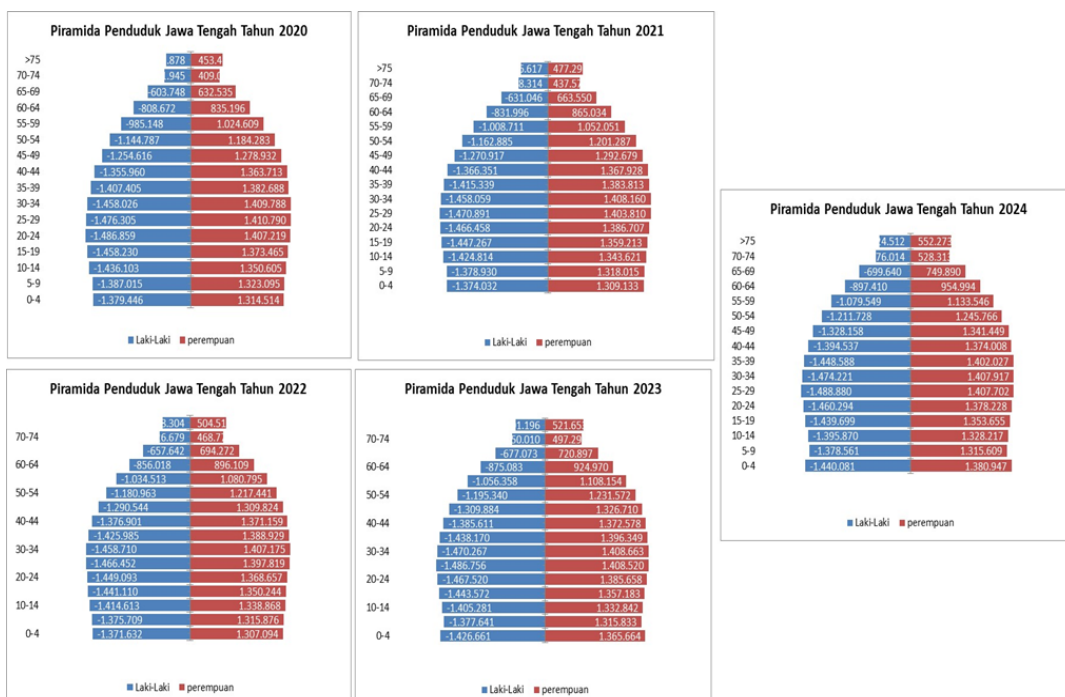 Piramida Penduduk Jawa Tengah Tahun 2020
>75 .878 453.4
70-74 .945 409.0
65-69 -603.748 632.535
60-64 -808.672 835.196
55-59 -985.148 1.024.609
50-54 -1.144.787 1.184.283
45-49 -1.254.616 1.278.932
40-44 -1.355.960 1.363.713
35-39 -1.407.405 1.382.688
30-34 -1.458.026 1.409.788
25-29 -1.476.305 1.410.790
20-24 -1.486.859 1.407.219
15-19 -1.458.230 1.373.465
10-14 -1.436.103 1.350.605
5-9 -1.387.015 1.323.095
0-4 -1.379.446 1.314.514
Laki-Laki perempuan
Piramida Penduduk Jawa Tengah Tahun 2021
>75 .617 477.29
70-74 8.314 437.5
65-69 -631.046 663.550
60-64 -831.996 865.034
55-59 -1.008.711 1.052.051
50-54 -1.162.885 1.201.287
45-49 -1.270.917 1.292.679
40-44 -1.366.351 1.367.928
35-39 -1.415.339 1.383.813
30-34 -1.458.059 1.408.160
25-29 -1.470.891 1.403.810
20-24 -1.466.458 1.386.707
15-19 -1.447.267 1.359.213
10-14 -1.424.814 1.343.621
5-9 -1.378.930 1.318.015
0-4 -1.374.032 1.309.133
Laki-Laki perempuan
Piramida Penduduk Jawa Tengah Tahun 2024
>75 4.512 552.273
70-74 76.014 528.313
65-69 -699.640 749.890
60-64 -897.410 954.994
55-59 -1.079.549 1.133.546
50-54 -1.211.728 1.245.766
45-49 -1.328.158 1.341.449
40-44 -1.394.537 1.374.008
35-39 -1.448.588 1.402.027
30-34 -1.474.221 1.407.917
25-29 -1.488.880 1.407.702
20-24 -1.460.294 1.378.228
15-19 -1.439.699 1.353.655
10-14 -1.395.870 1.328.217
5-9 -1.378.561 1.315.609
0-4 -1.440.081 1.380.947
Laki-Laki perempuan
Piramida Penduduk Jawa Tengah Tahun 2022
.304 504.51
70-74 6.679 468.7
-657.642 694.272
60-64 -856.018 896.109
-1.034.513 1.080.795
50-54 -1.180.963 1.217.441
-1.290.544 1.309.824
40-44 -1.376.901 1.371.159
-1.425.985 1.388.929
30-34 -1.458.710 1.407.175
-1.466.452 1.397.819
20-24 -1.449.093 1.368.657
-1.441.110 1.350.244
10-14 -1.414.613 1.338.868
-1.375.709 1.315.876
0-4 -1.371.632 1.307.094
Laki-Laki perempuan
Piramida Penduduk Jawa Tengah Tahun 2023
1.196 521.65
70-74 50.010 497.29
-677.073 720.897
60-64 -875.083 924.970
-1.056.358 1.108.154
50-54 -1.195.340 1.231.572
-1.309.884 1.326.710
40-44 -1.385.611 1.372.578
-1.438.170 1.396.349
30-34 -1.470.267 1.408.663
-1.486.756 1.408.520
20-24 -1.467.520 1.385.658
-1.443.572 1.357.183
10-14 -1.405.281 1.332.842
-1.377.641 1.315.833
0-4 -1.426.661 1.365.664
Laki-Laki perempuan